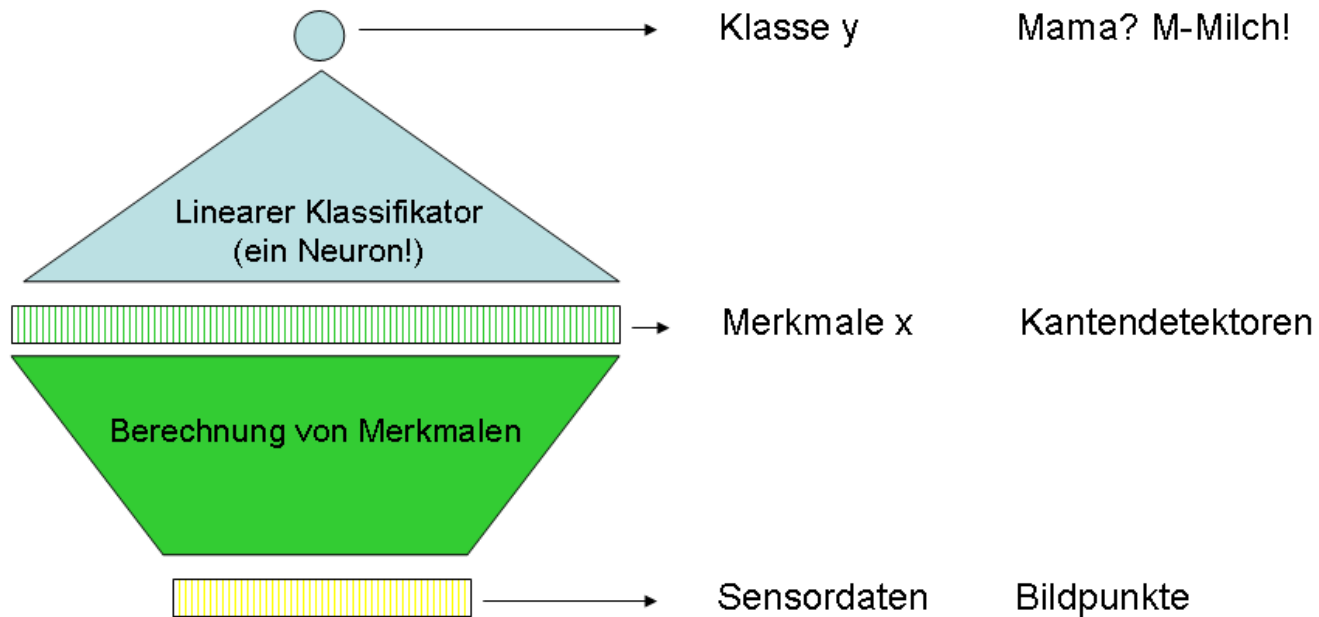 Klasse y Mama? M-Milch!
Linearer Klassifikator
(ein Neuron!)
Merkmale x Kantendetektoren
Berechnung von Merkmalen
Sensordaten Bildpunkte